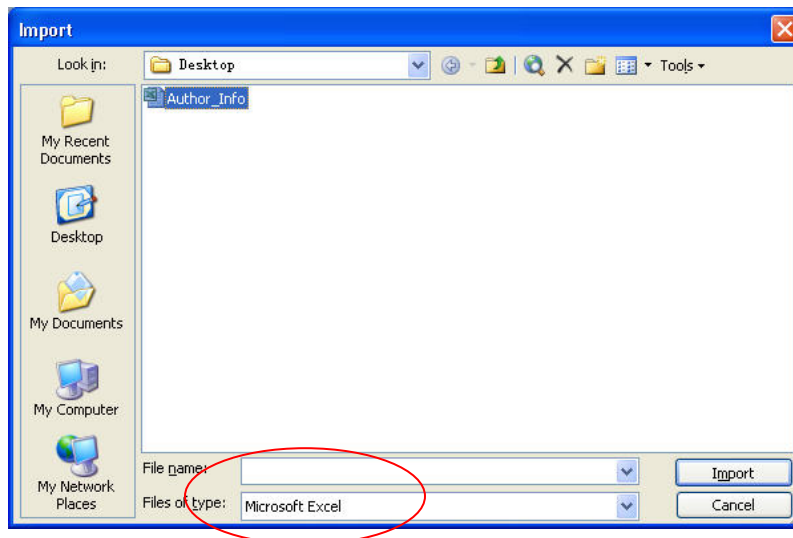 Import
Look in: Desktop Tools
Author_Info
My Recent
Documents
Desktop
My Documents
My Computer
My Network
Places
File name:
Import
Files of type: Microsoft Excel
Cancel